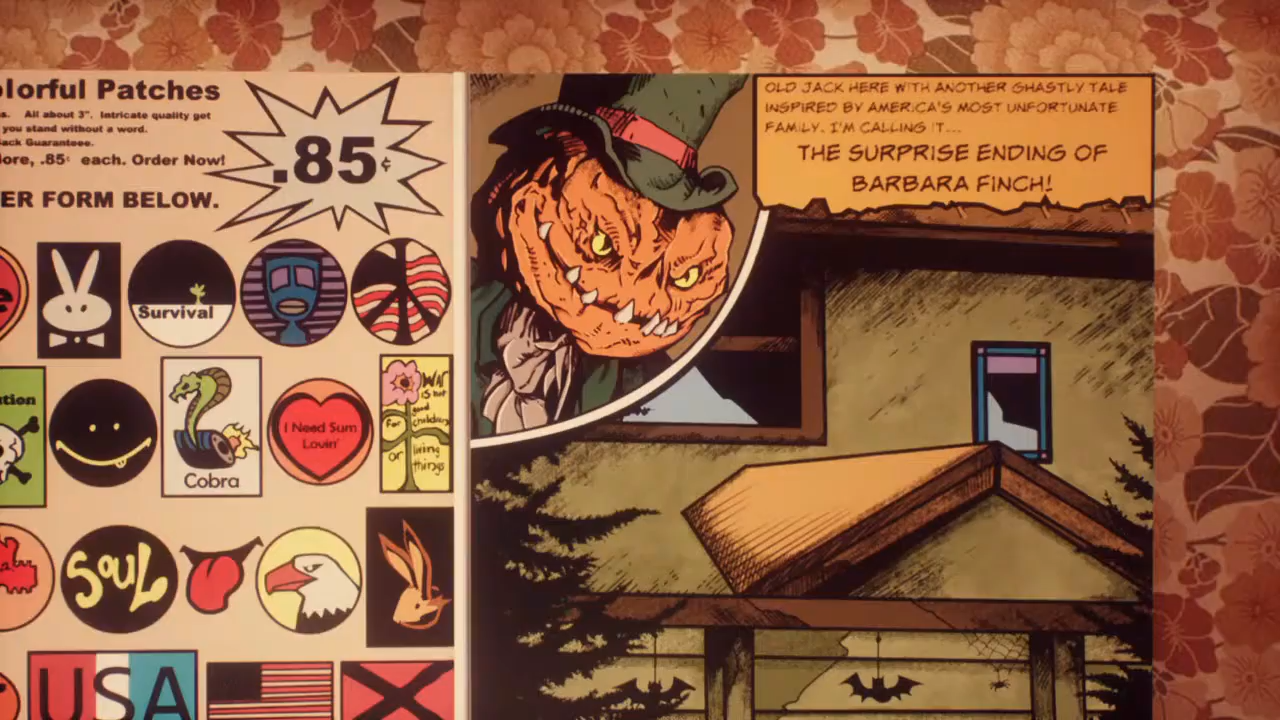 olorful Patches
s. All about 3". Intricate quality get
you stand without a word.
ack Guarantee.
ore, .85¢ each. Order Now!
ER FORM BELOW.
.85¢
Survival
tion
Cobra
I Need Sum
Lovin'
WAR
is not
good
for children
or living
things
SOUL
USA
OLD JACK HERE WITH ANOTHER GHASTLY TALE
INSPIRED BY AMERICA'S MOST UNFORTUNATE
FAMILY. I'M CALLING IT...
THE SURPRISE ENDING OF
BARBARA FINCH!